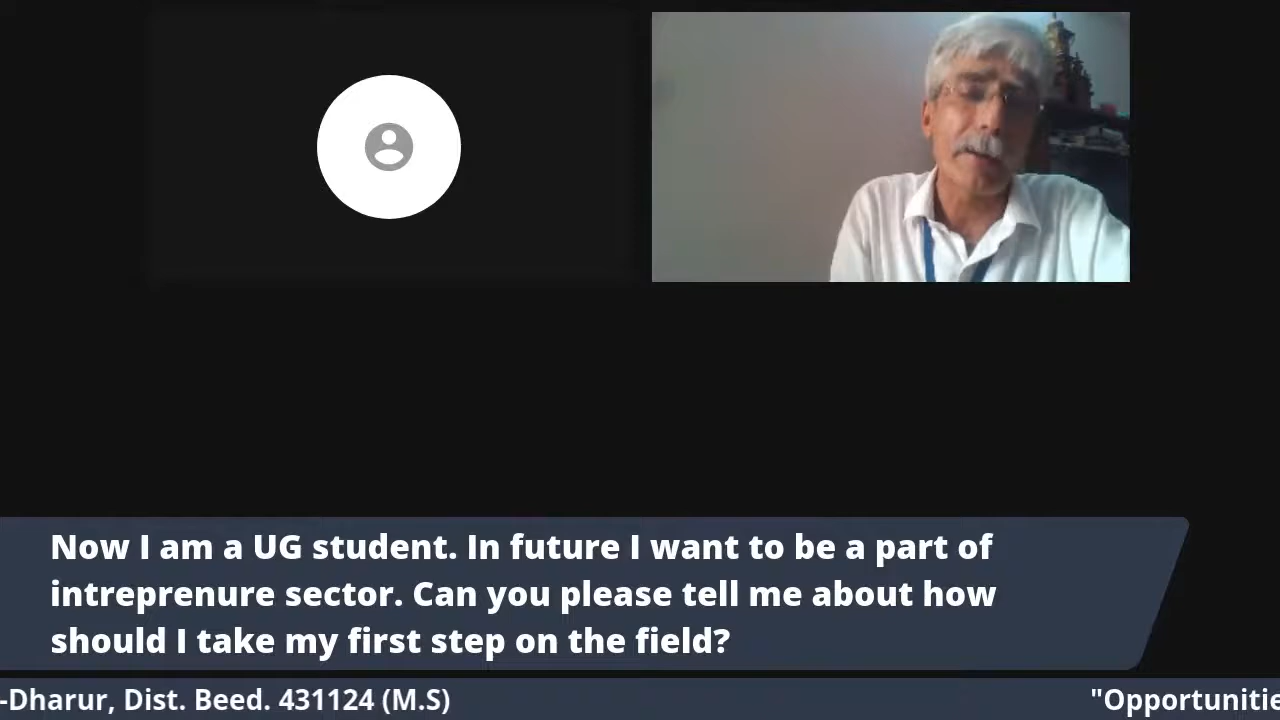 Now I am a UG student. In future I want to be a part of
intreprenure sector. Can you please tell me about how
should I take my first step on the field?
-Dharur, Dist. Beed. 431124 (M.S) "Opportunitie